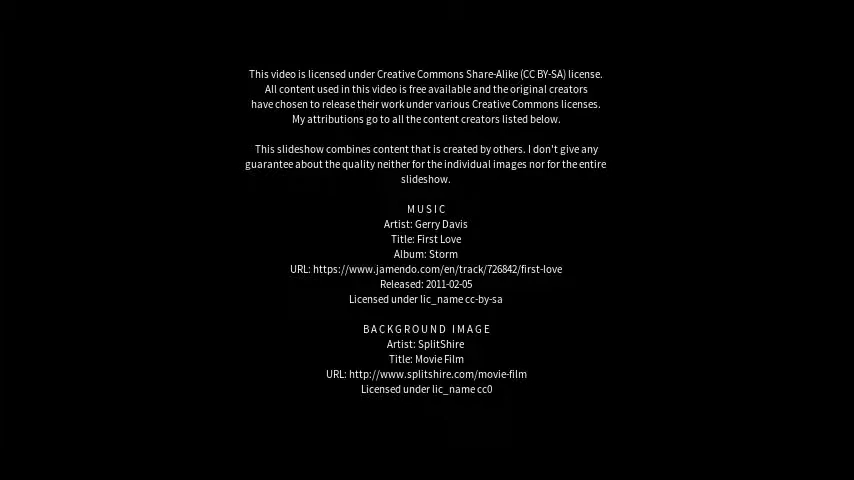 This video is licensed under Creative Commons Share-Alike (CC BY-SA) license.
All content used in this video is free available and the original creators
have chosen to release their work under various Creative Commons licenses.
My attributions go to all the content creators listed below.
This slideshow combines content that is created by others. I don't give any
guarantee about the quality neither for the individual images nor for the entire
slideshow.
MUSIC
Artist: Gerry Davis
Title: First Love
Album: Storm
URL: https://www.jamendo.com/en/track/726842/first-love
Released: 2011-02-05
Licensed under lic_name cc-by-sa
BACKGROUND IMAGE
Artist: SplitShire
Title: Movie Film
URL: http://www.splitshire.com/movie-film
Licensed under lic_name cc0